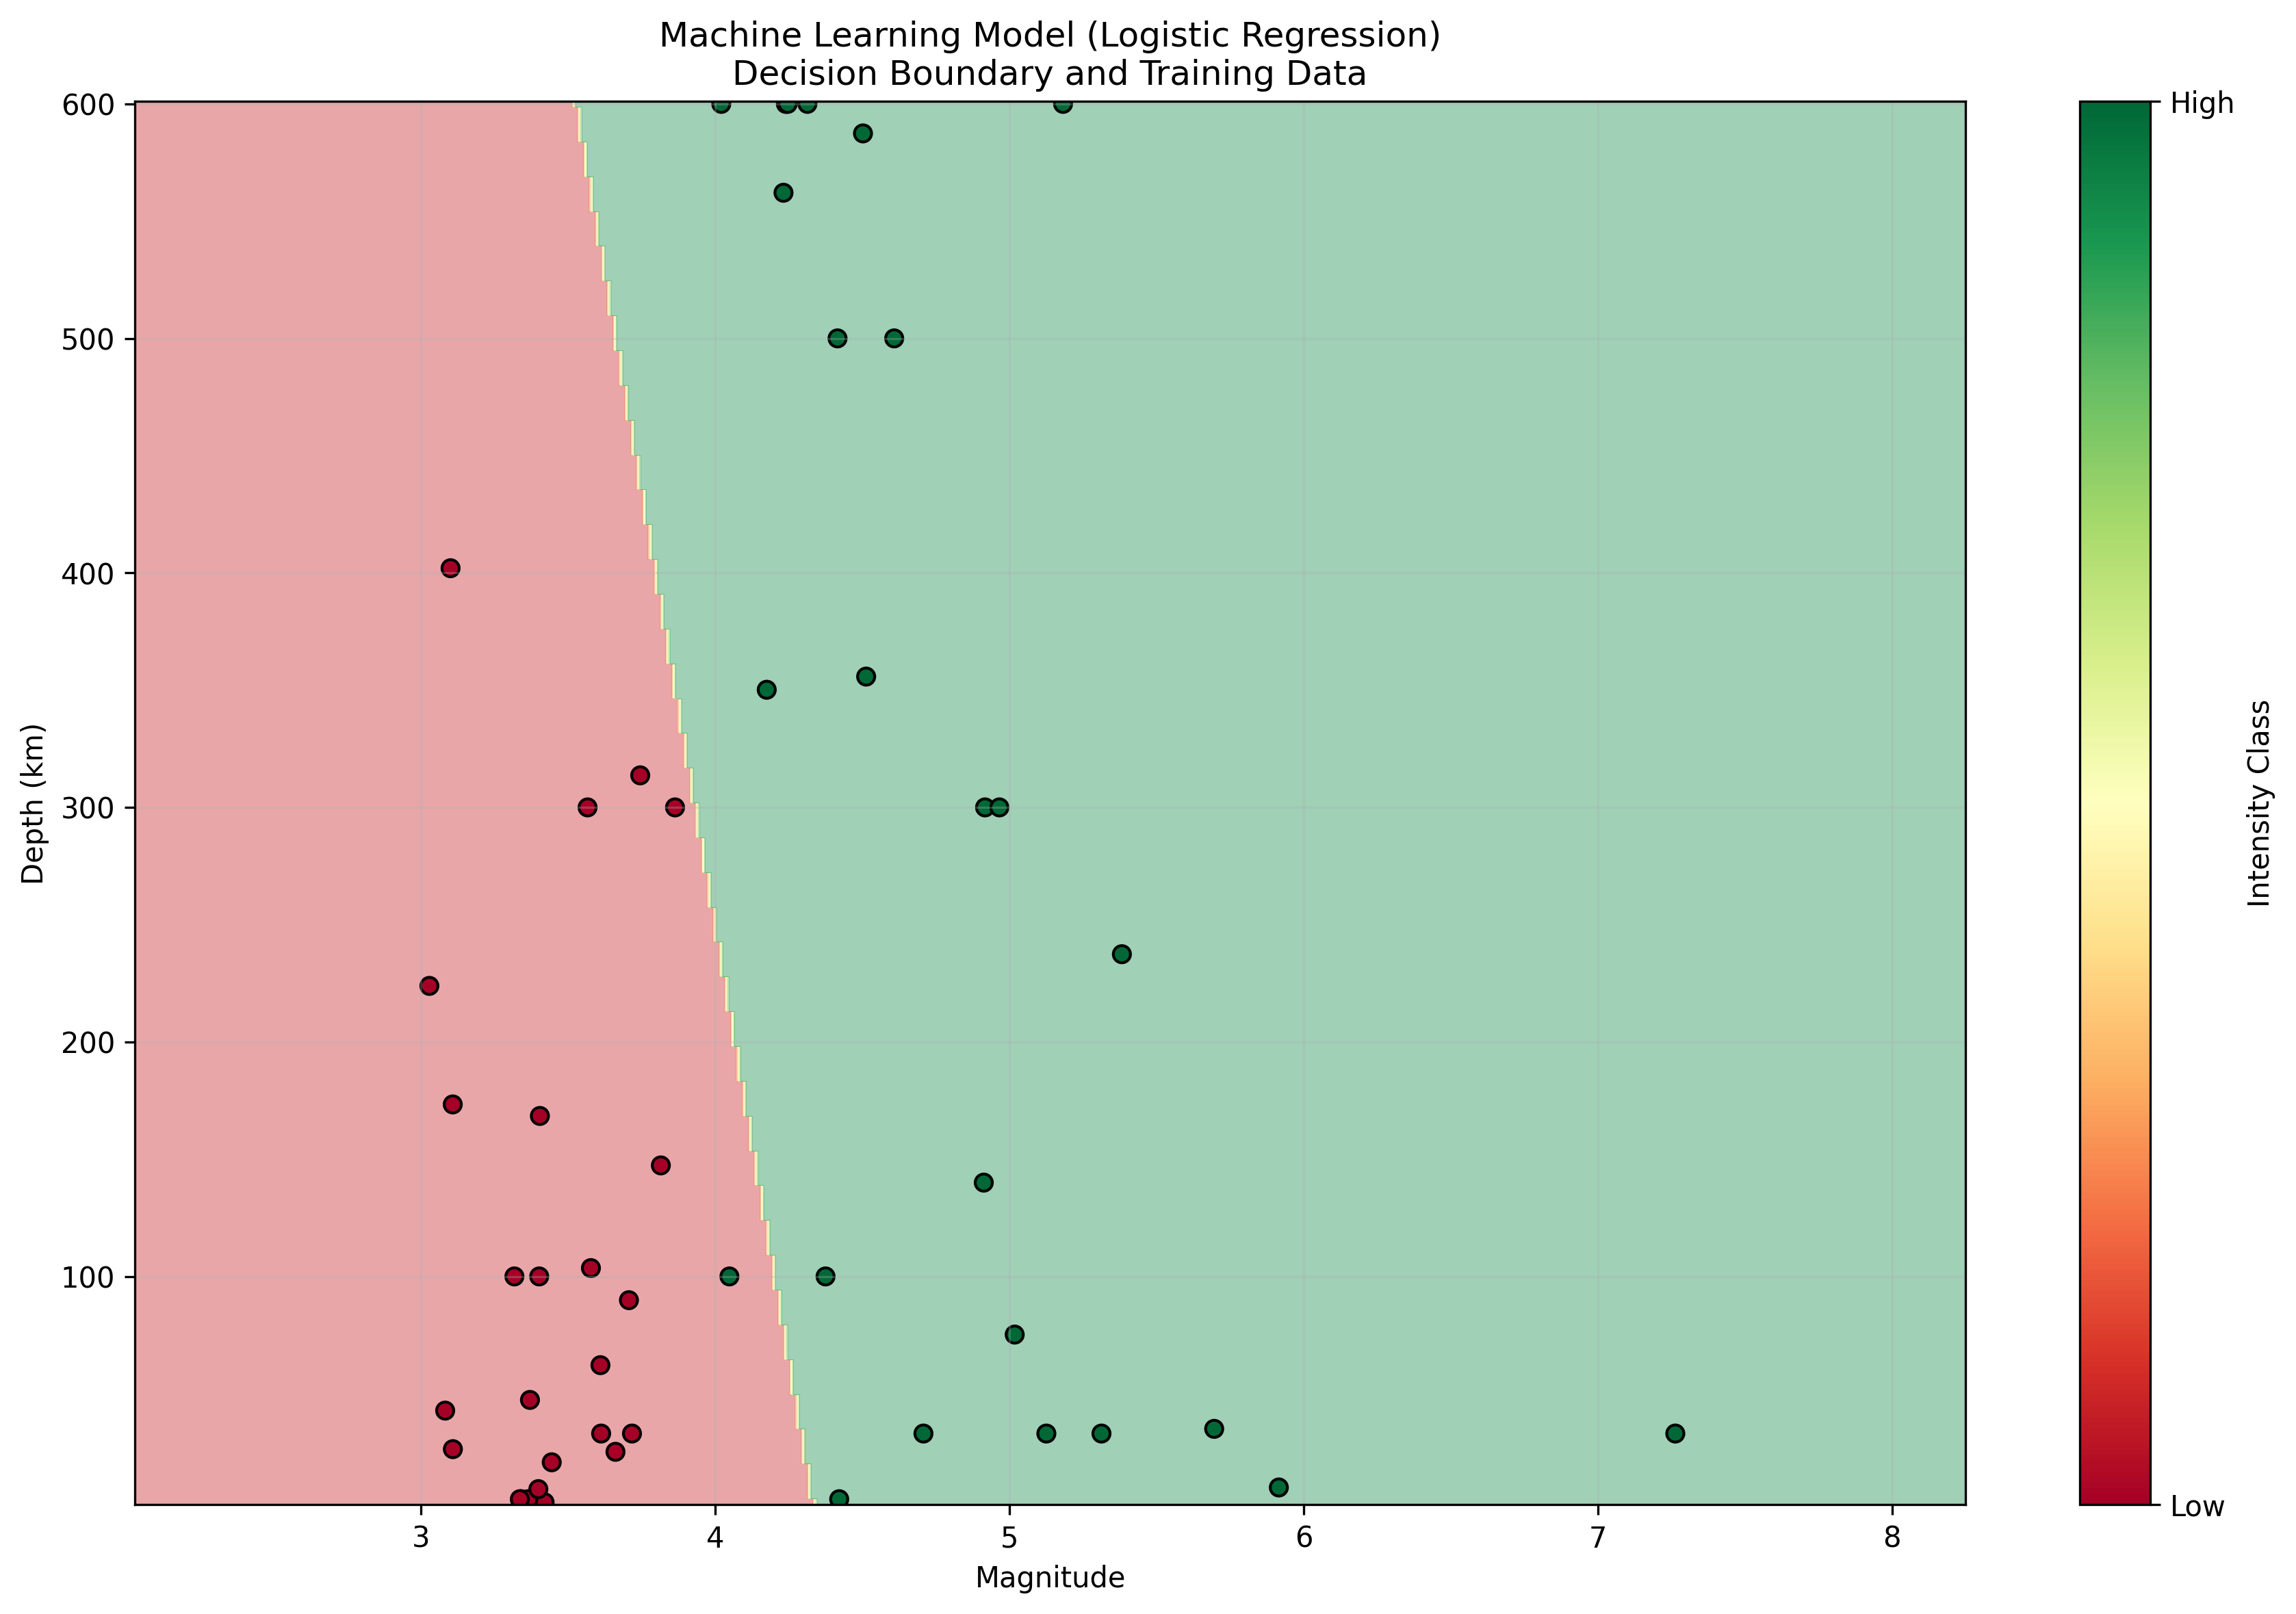 Machine Learning Model (Logistic Regression)
Decision Boundary and Training Data
600
500
400
300
200
100
Depth (km)
3 4 5 6 7 8
Magnitude
High
Low
Intensity Class